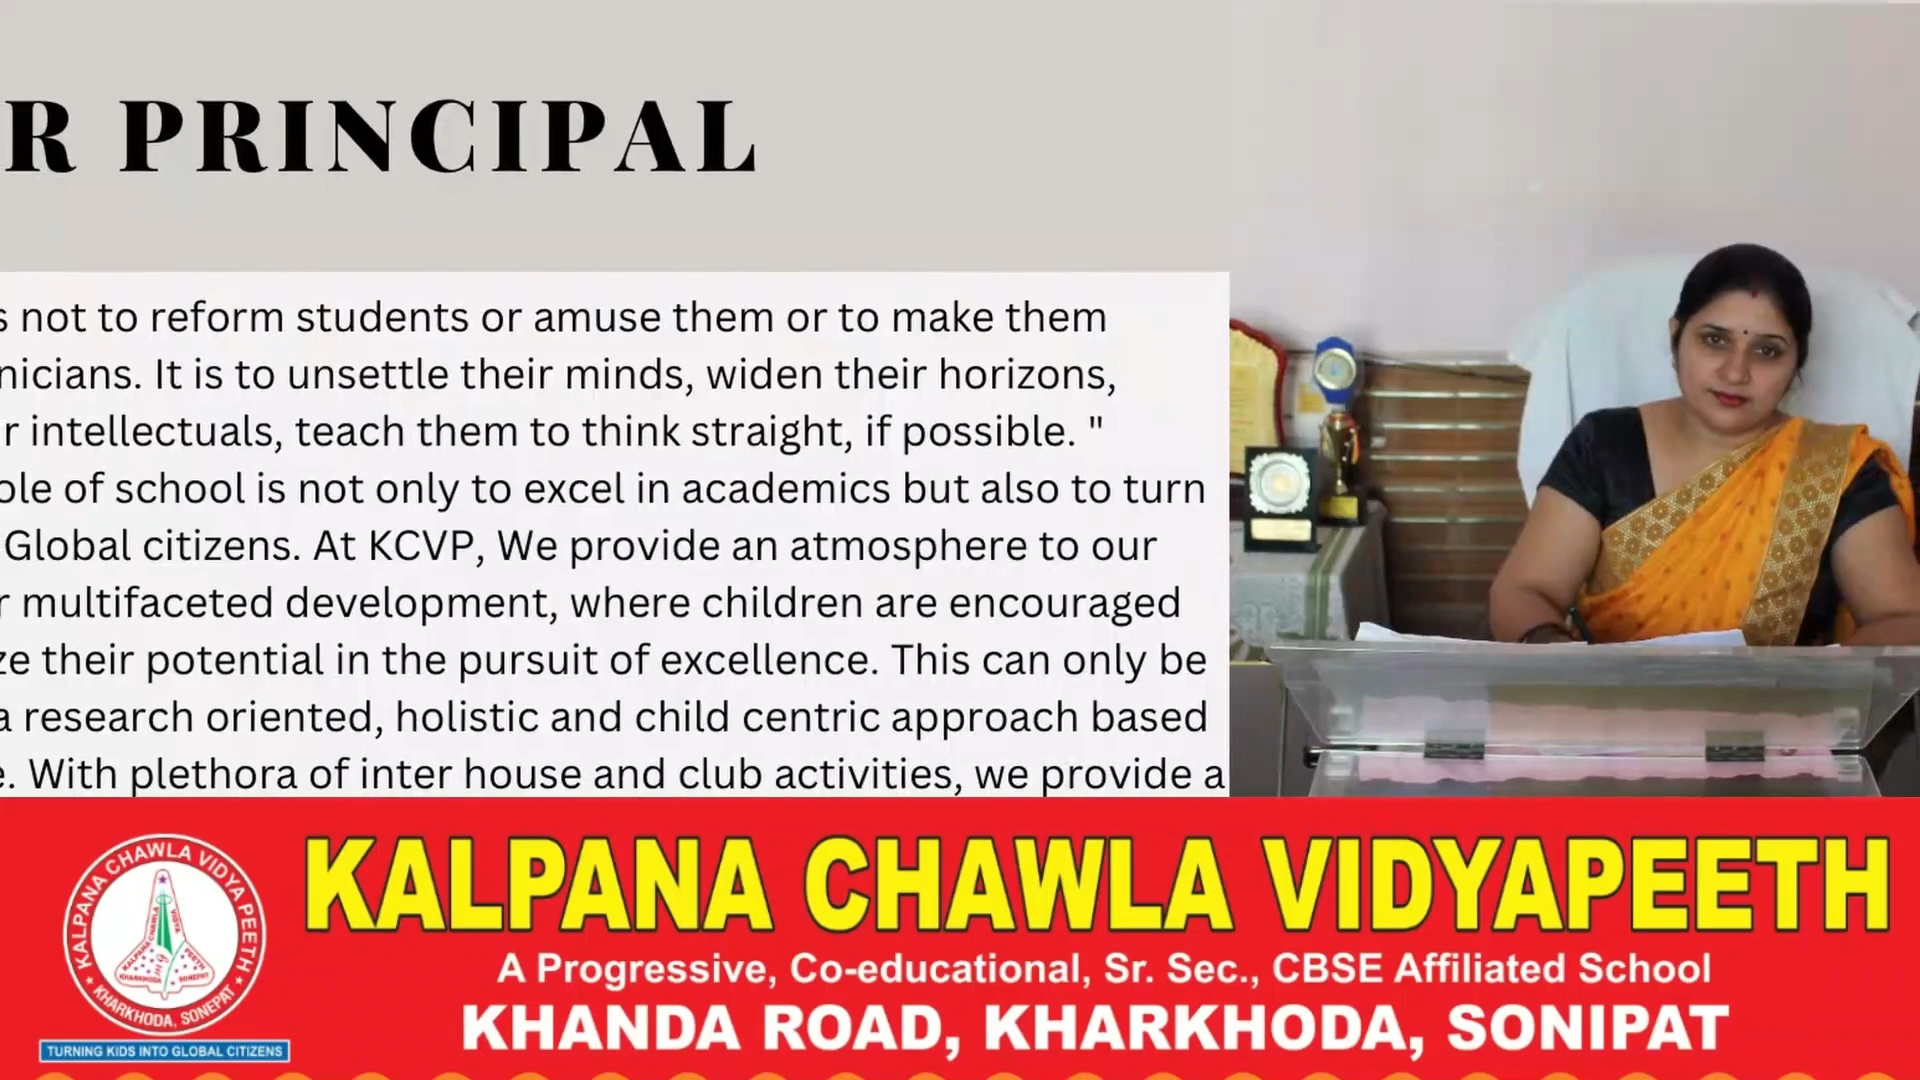 R PRINCIPAL
s not to reform students or amuse them or to make them
nicians. It is to unsettle their minds, widen their horizons,
r intellectuals, teach them to think straight, if possible. "
ole of school is not only to excel in academics but also to turn
Global citizens. At KCVP, We provide an atmosphere to our
r multifaceted development, where children are encouraged
ze their potential in the pursuit of excellence. This can only be
a research oriented, holistic and child centric approach based
e. With plethora of inter house and club activities, we provide a
KALPANA CHAWLA VIDYAPEETH
A Progressive, Co-educational, Sr. Sec., CBSE Affiliated School
KHANDA ROAD, KHARKHODA, SONIPAT
KALPANA CHAWLA VIDYA PEETH
KHARKHODA, SONEPAT
KALPANA CHAWLA
VIDYA
PEETH
KHARKHODA
SONEPAT
TURNING KIDS INTO GLOBAL CITIZENS